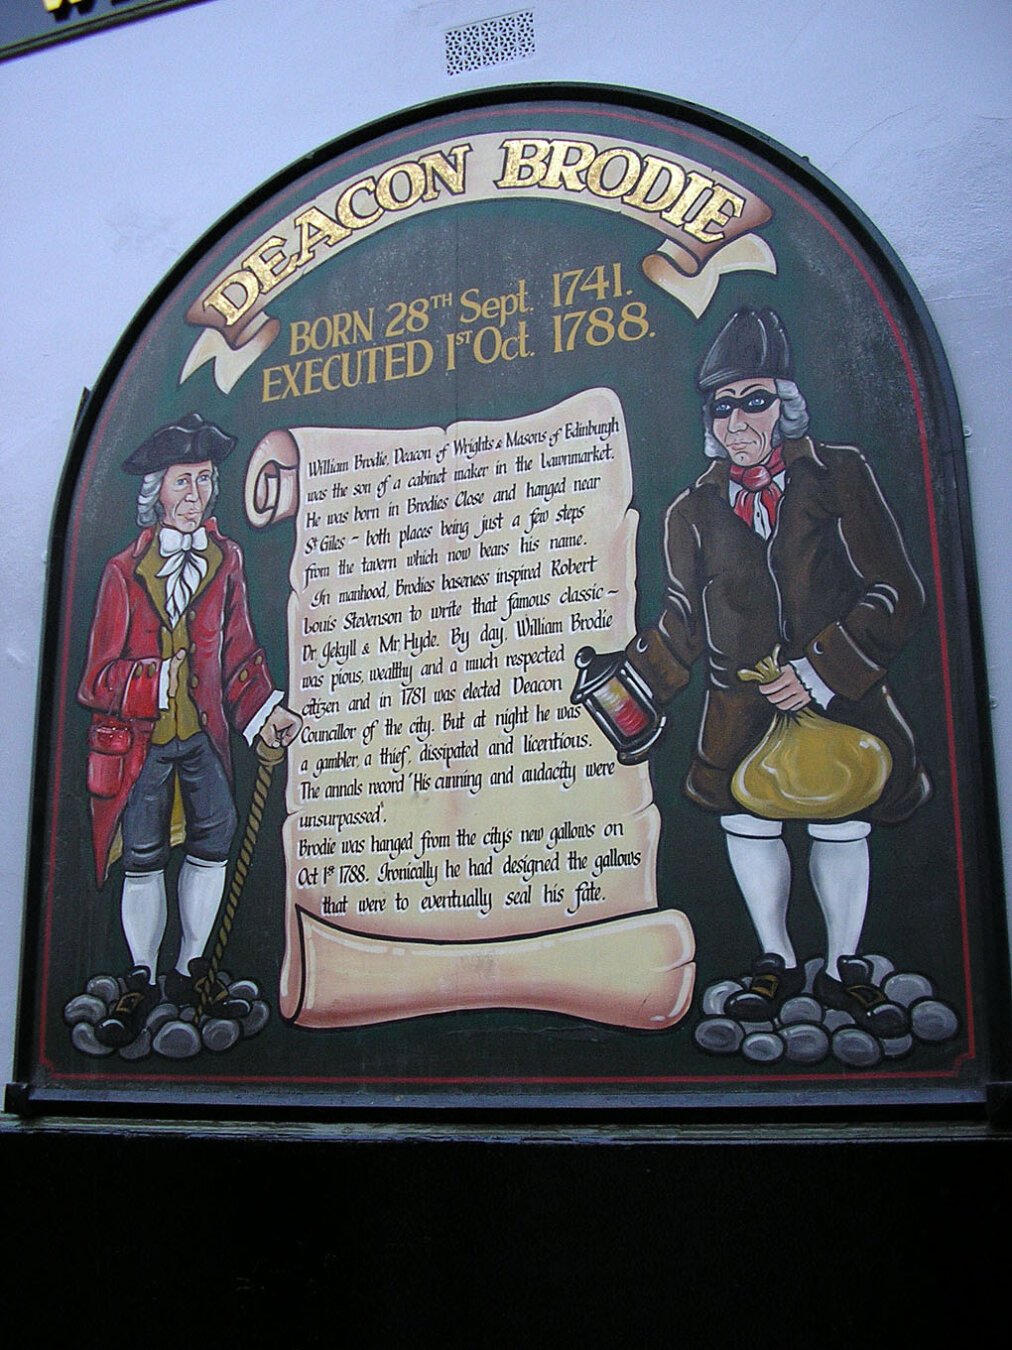 DEACON BRODIE
BORN 28TH Sept. 1741.
EXECUTED 1ST Oct. 1788.
William Brodie, Deacon of Wrights & Masons of Edinburgh
was the son of a cabinet maker in the Lawnmarket.
He was born in Brodies Close and hanged near
St Giles ~ both places being just a few steps
from the tavern which now bears his name.
In manhood, Brodies baseness inspired Robert
Louis Stevenson to write that famous classic ~
Dr. Jekyll & Mr. Hyde. By day, William Brodie
was pious, wealthy and a much respected
citizen and in 1781 was elected Deacon
Councillor of the city. But at night he was
a gambler, a thief, dissipated and licentious.
The annals record 'His cunning and audacity were
unsurpassed'.
Brodie was hanged from the citys new gallows on
Oct 1st 1788. Ironically he had designed the gallows
that were to eventually seal his fate.